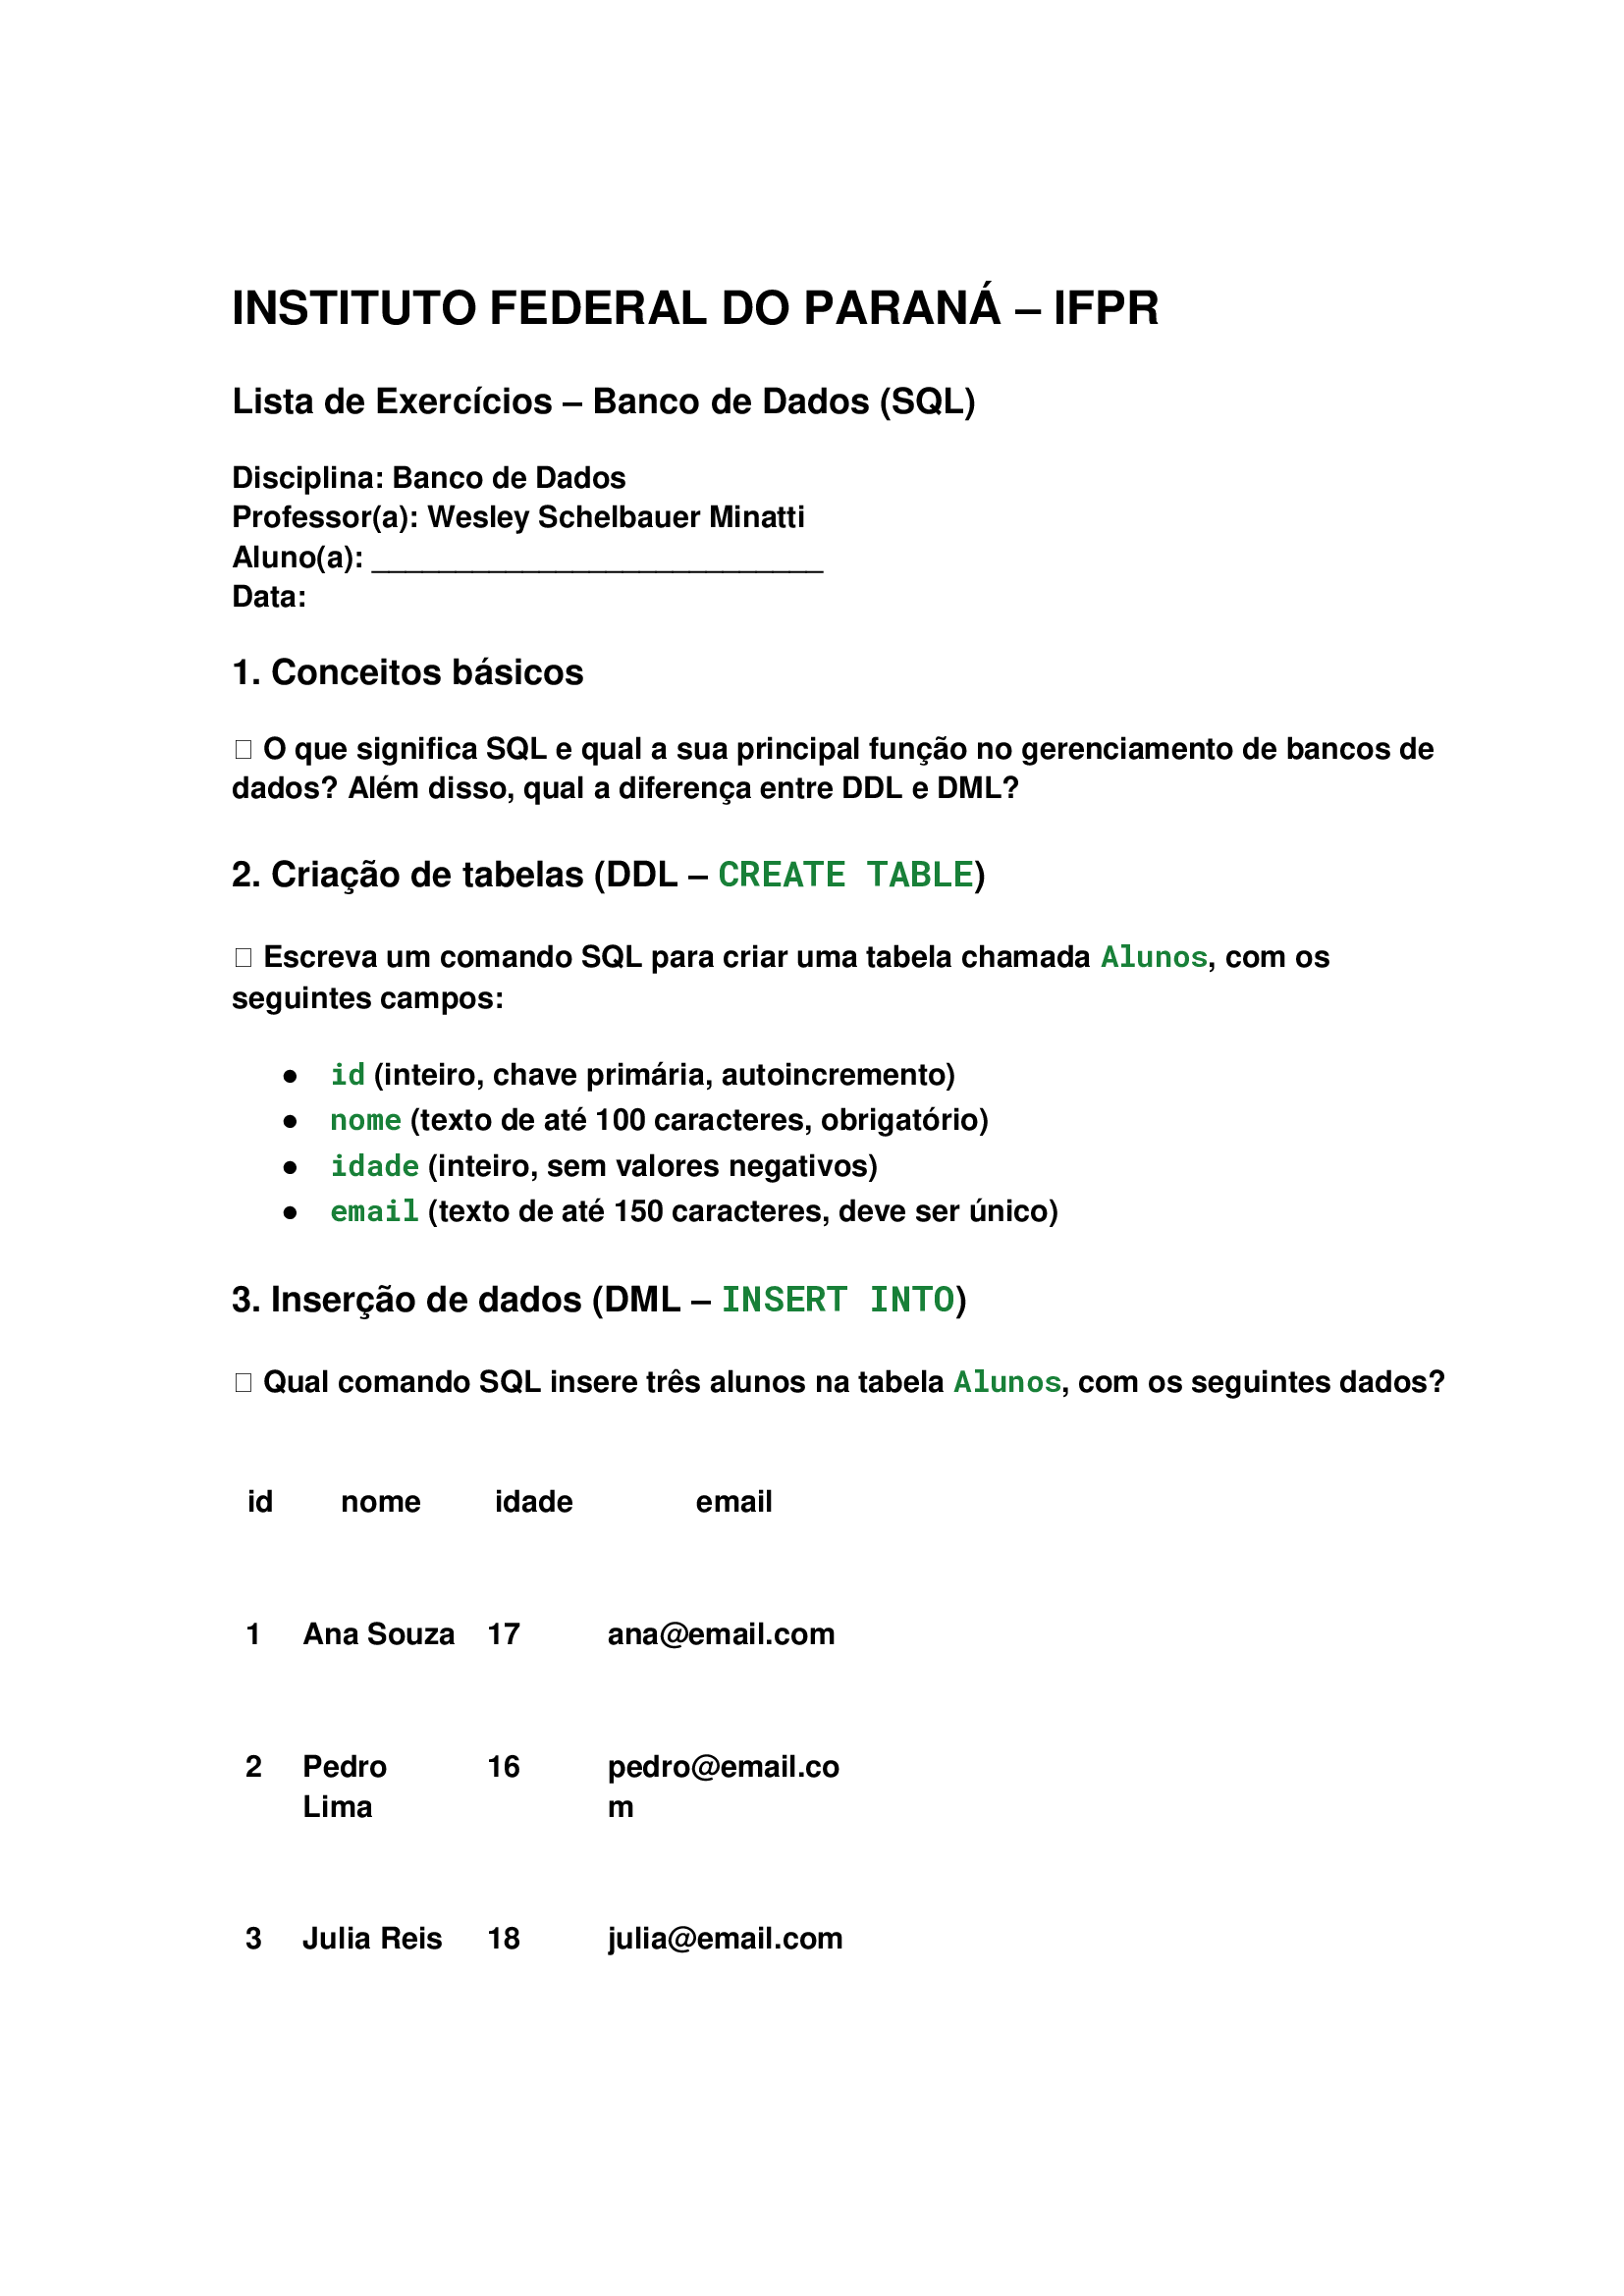 INSTITUTO FEDERAL DO PARANÁ – IFPR
Lista de Exercícios – Banco de Dados (SQL)
Disciplina: Banco de Dados
Professor(a): Wesley Schelbauer Minatti
Aluno(a): ___________________________
Data:
1. Conceitos básicos
O que significa SQL e qual a sua principal função no gerenciamento de bancos de
dados? Além disso, qual a diferença entre DDL e DML?
2. Criação de tabelas (DDL – CREATE TABLE)
Escreva um comando SQL para criar uma tabela chamada Alunos, com os
seguintes campos:
● id (inteiro, chave primária, autoincremento)
● nome (texto de até 100 caracteres, obrigatório)
● idade (inteiro, sem valores negativos)
● email (texto de até 150 caracteres, deve ser único)
3. Inserção de dados (DML – INSERT INTO)
Qual comando SQL insere três alunos na tabela Alunos, com os seguintes dados?
id nome idade email
1 Ana Souza 17 ana@email.com
2 Pedro 16 pedro@email.co
Lima m
3 Julia Reis 18 julia@email.com